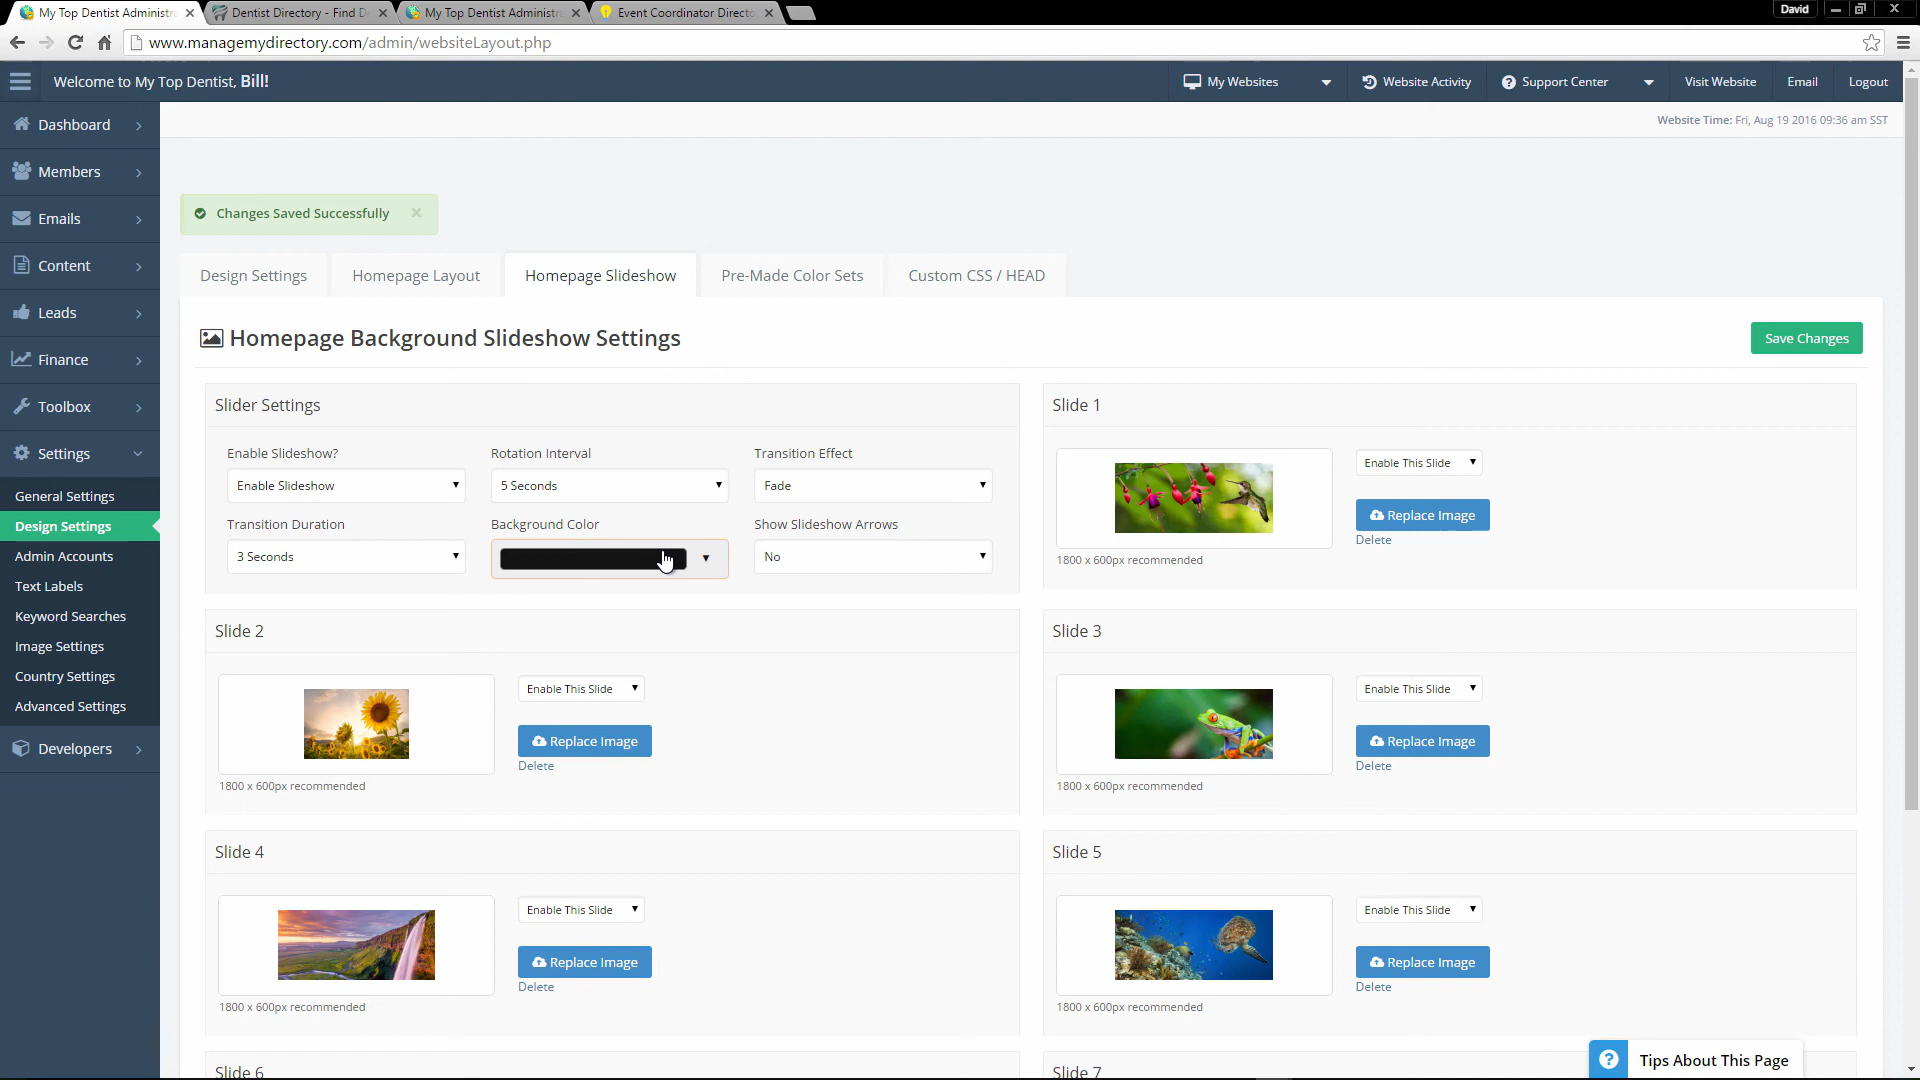 My Top Dentist Administ
Dentist Directory - Find D
My Top Dentist Administ
Event Coordinator Direct
David
www.managemydirectory.com/admin/websiteLayout.php
Welcome to My Top Dentist, Bill!
My Websites
Website Activity
Support Center
Visit Website
Email
Logout
Website Time: Fri, Aug 19 2016 09:36 am SST
Dashboard
Members
Emails
Content
Leads
Finance
Toolbox
Settings
General Settings
Design Settings
Admin Accounts
Text Labels
Keyword Searches
Image Settings
Country Settings
Advanced Settings
Developers
Changes Saved Successfully ×
Design Settings
Homepage Layout
Homepage Slideshow
Pre-Made Color Sets
Custom CSS / HEAD
Homepage Background Slideshow Settings
Save Changes
Slider Settings
Enable Slideshow?
Rotation Interval
Transition Effect
Enable Slideshow
5 Seconds
Fade
Transition Duration
Background Color
Show Slideshow Arrows
3 Seconds
No
Slide 1
Enable This Slide
Replace Image
Delete
1800 x 600px recommended
Slide 2
Enable This Slide
Replace Image
Delete
1800 x 600px recommended
Slide 3
Enable This Slide
Replace Image
Delete
1800 x 600px recommended
Slide 4
Enable This Slide
Replace Image
Delete
1800 x 600px recommended
Slide 5
Enable This Slide
Replace Image
Delete
1800 x 600px recommended
Slide 6
Slide 7
? Tips About This Page